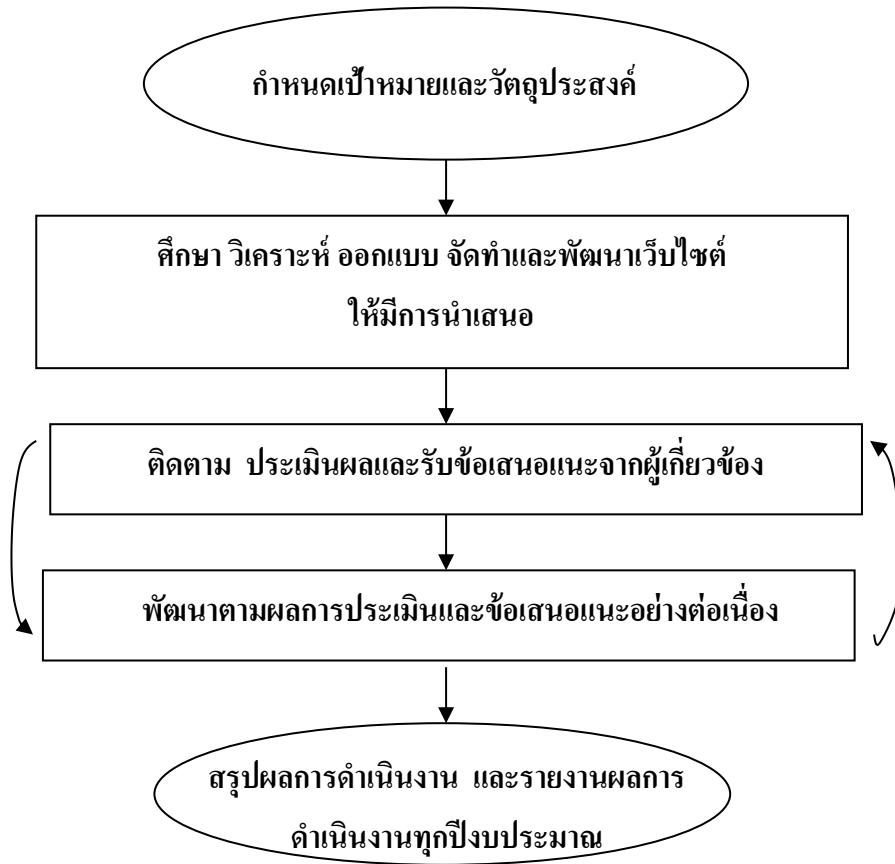 กำหนดเป้าหมายและวัตถุประสงค์
ศึกษา วิเคราะห์ ออกแบบ จัดทำและพัฒนาเว็บไซต์
ให้มีการนำเสนอ
ติดตาม ประเมินผลและรับข้อเสนอแนะจากผู้เกี่ยวข้อง
พัฒนาตามผลการประเมินและข้อเสนอแนะอย่างต่อเนื่อง
สรุปผลการดำเนินงาน และรายงานผลการ
ดำเนินงานทุกปีงบประมาณ